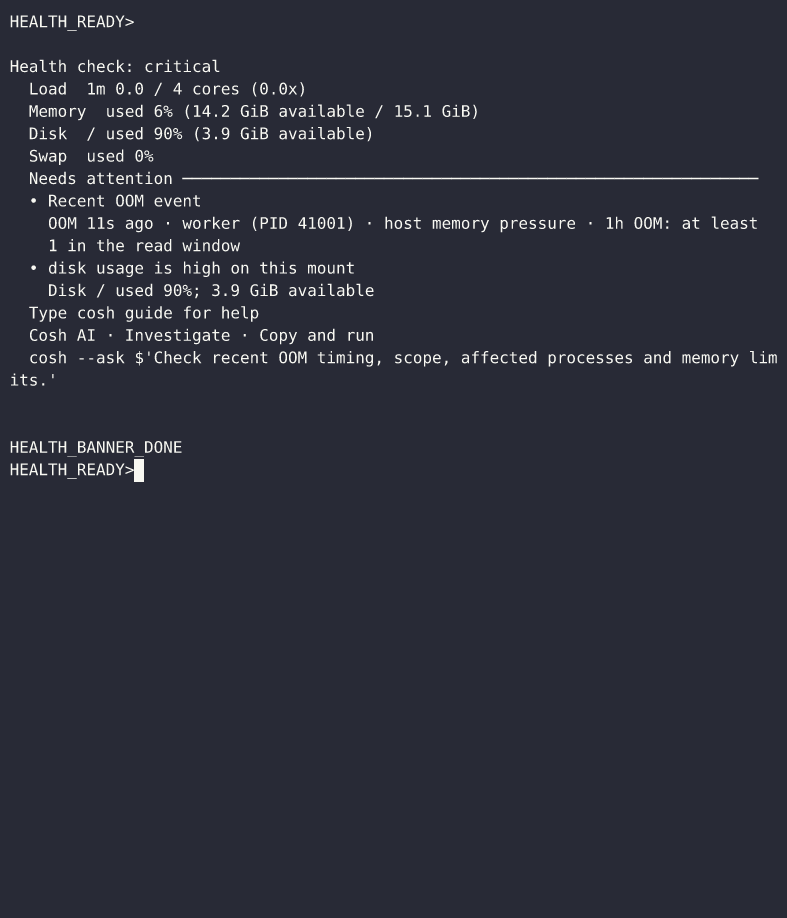 HEALTH_READY>
Health check: critical
Load  1m 0.0 / 4 cores (0.0x)
Memory  used 6% (14.2 GiB available / 15.1 GiB)
Disk  / used 90% (3.9 GiB available)
Swap  used 0%
Needs attention ────────────────────────────────────────────────────────────
• Recent OOM event
OOM 11s ago · worker (PID 41001) · host memory pressure · 1h OOM: at least
1 in the read window
• disk usage is high on this mount
Disk / used 90%; 3.9 GiB available
Type cosh guide for help
Cosh AI · Investigate · Copy and run
cosh --ask $'Check recent OOM timing, scope, affected processes and memory lim
its.'
HEALTH_BANNER_DONE
HEALTH_READY>